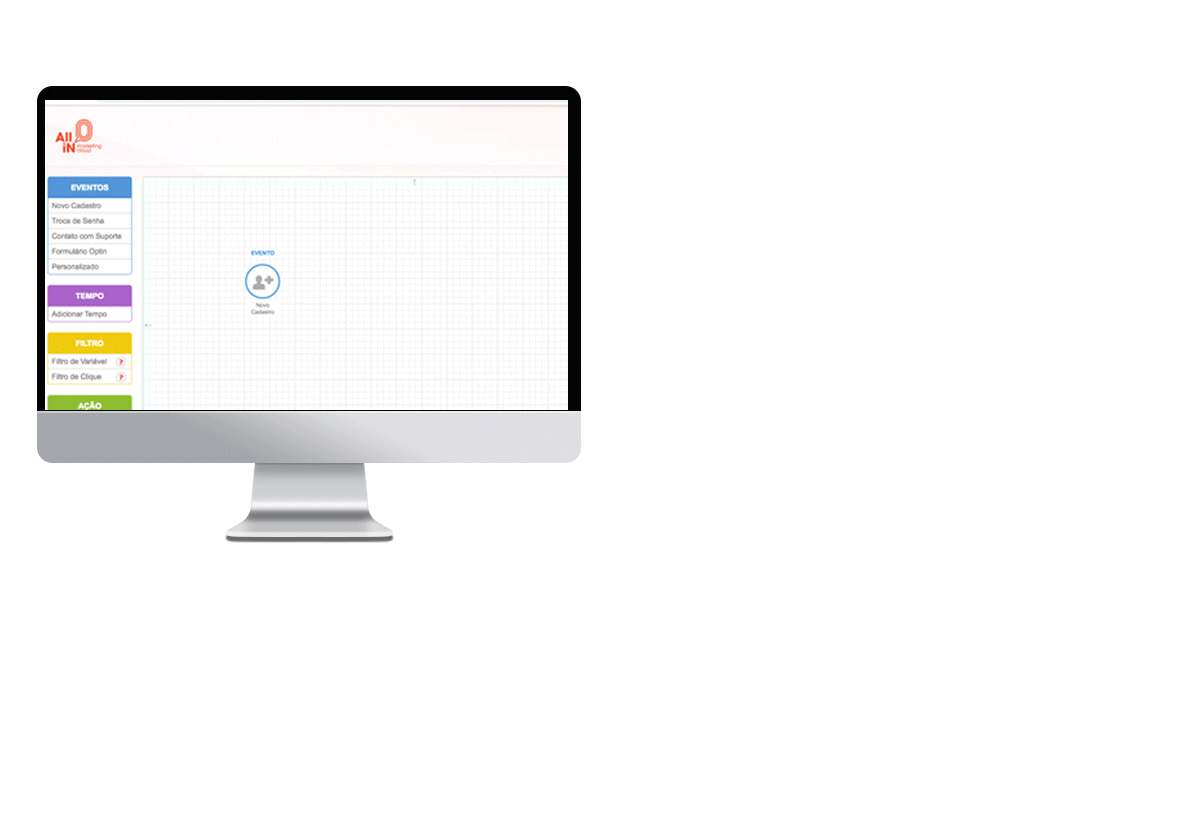 All
iN marketing
cloud
EVENTOS
Novo Cadastro
Troca de Senha
Contato com Suporte
Formulário Optin
Personalizado
TEMPO
Adicionar Tempo
FILTRO
Filtro de Variável ?
Filtro de Clique ?
AÇÃO
EVENTO
Novo
Cadastro